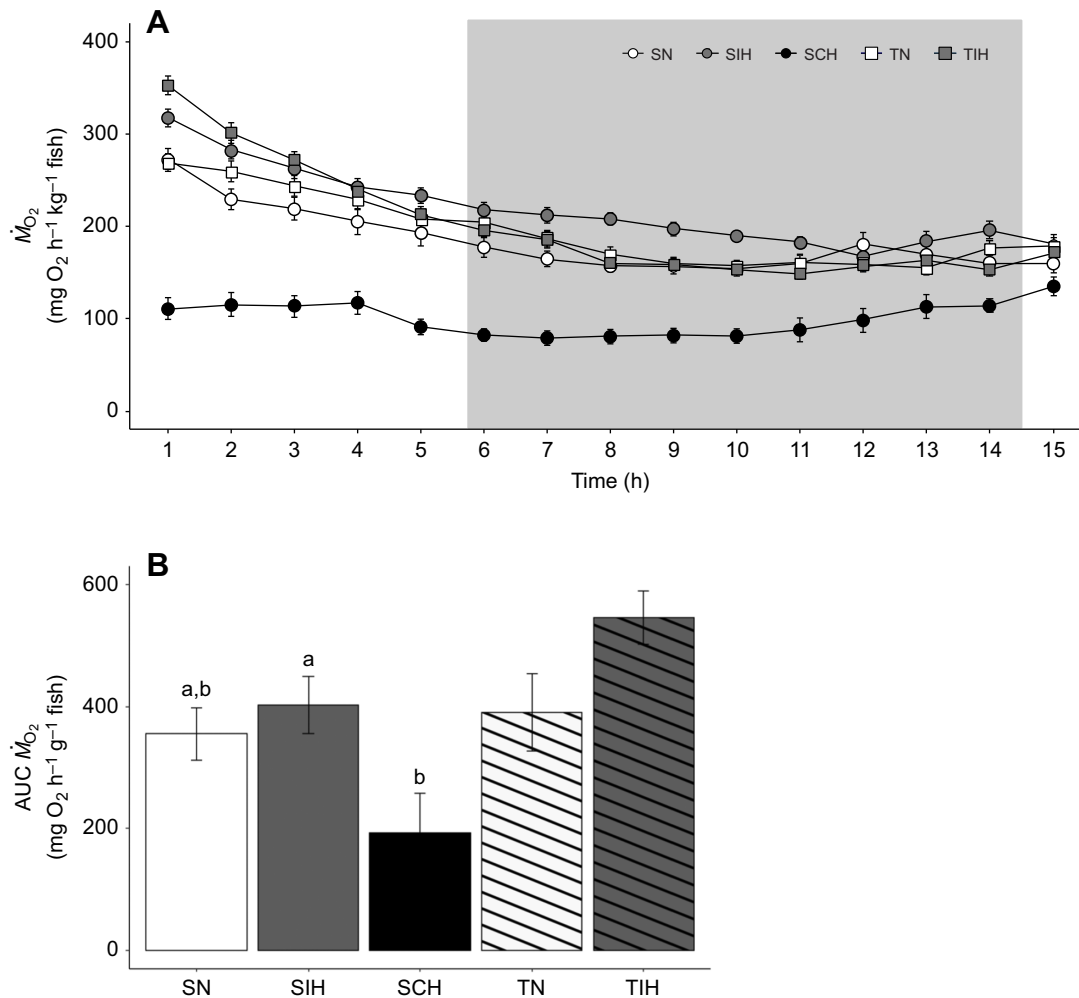 A
SN SIH SCH TN TIH
400
300
200
100
0
Ṁ_O₂
(mg O₂ h⁻¹ kg⁻¹ fish)
1 2 3 4 5 6 7 8 9 10 11 12 13 14 15
Time (h)
B
600
400
200
0
AUC Ṁ_O₂
(mg O₂ h⁻¹ g⁻¹ fish)
a,b
a
b
SN SIH SCH TN TIH